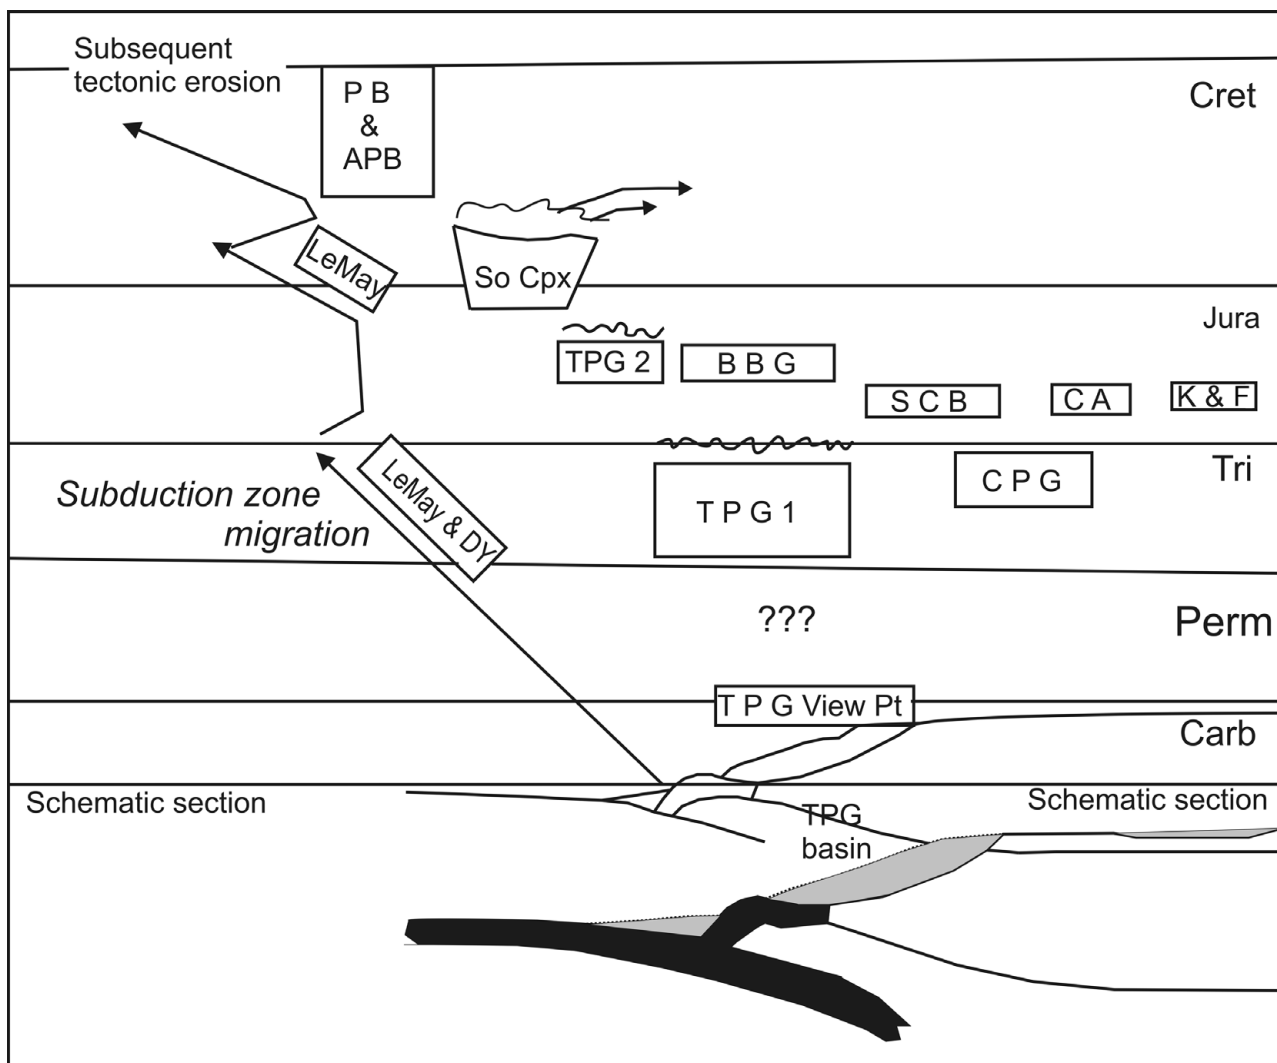 Subsequent
tectonic erosion
P B
&
APB
Cret
LeMay
So Cpx
Jura
TPG 2
B B G
S C B
C A
K & F
Tri
Subduction zone
migration
LeMay & DY
T P G 1
C P G
???
Perm
T P G View Pt
Carb
Schematic section
Schematic section
TPG
basin